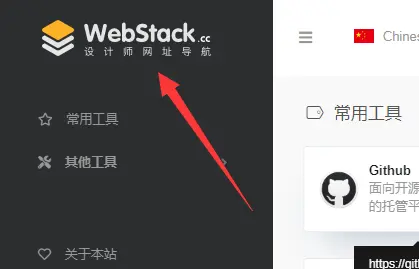 WebStack.cc
设计师网址导航
常用工具
其他工具
关于本站
Chines
常用工具
Github
面向开源
的托管平
https://git